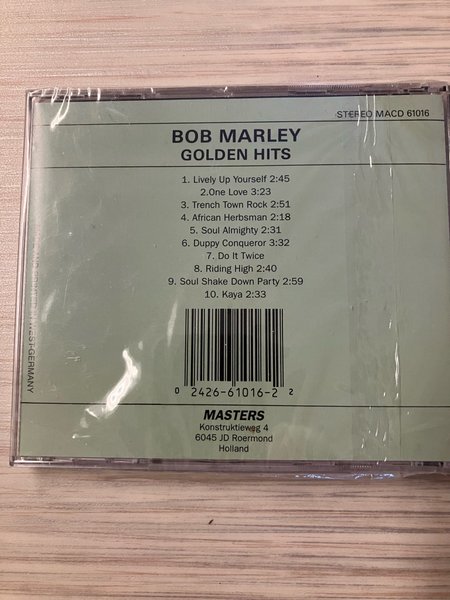 STEREO MACD 61016
BOB MARLEY
GOLDEN HITS
1. Lively Up Yourself 2:45
2.One Love 3:23
3. Trench Town Rock 2:51
4. African Herbsman 2:18
5. Soul Almighty 2:31
6. Duppy Conqueror 3:32
7. Do It Twice
8. Riding High 2:40
9. Soul Shake Down Party 2:59
10. Kaya 2:33
0 2426-61016-2 2
MASTERS
Konstruktieweg 4
6045 JD Roermond
Holland
WEST-GERMANY